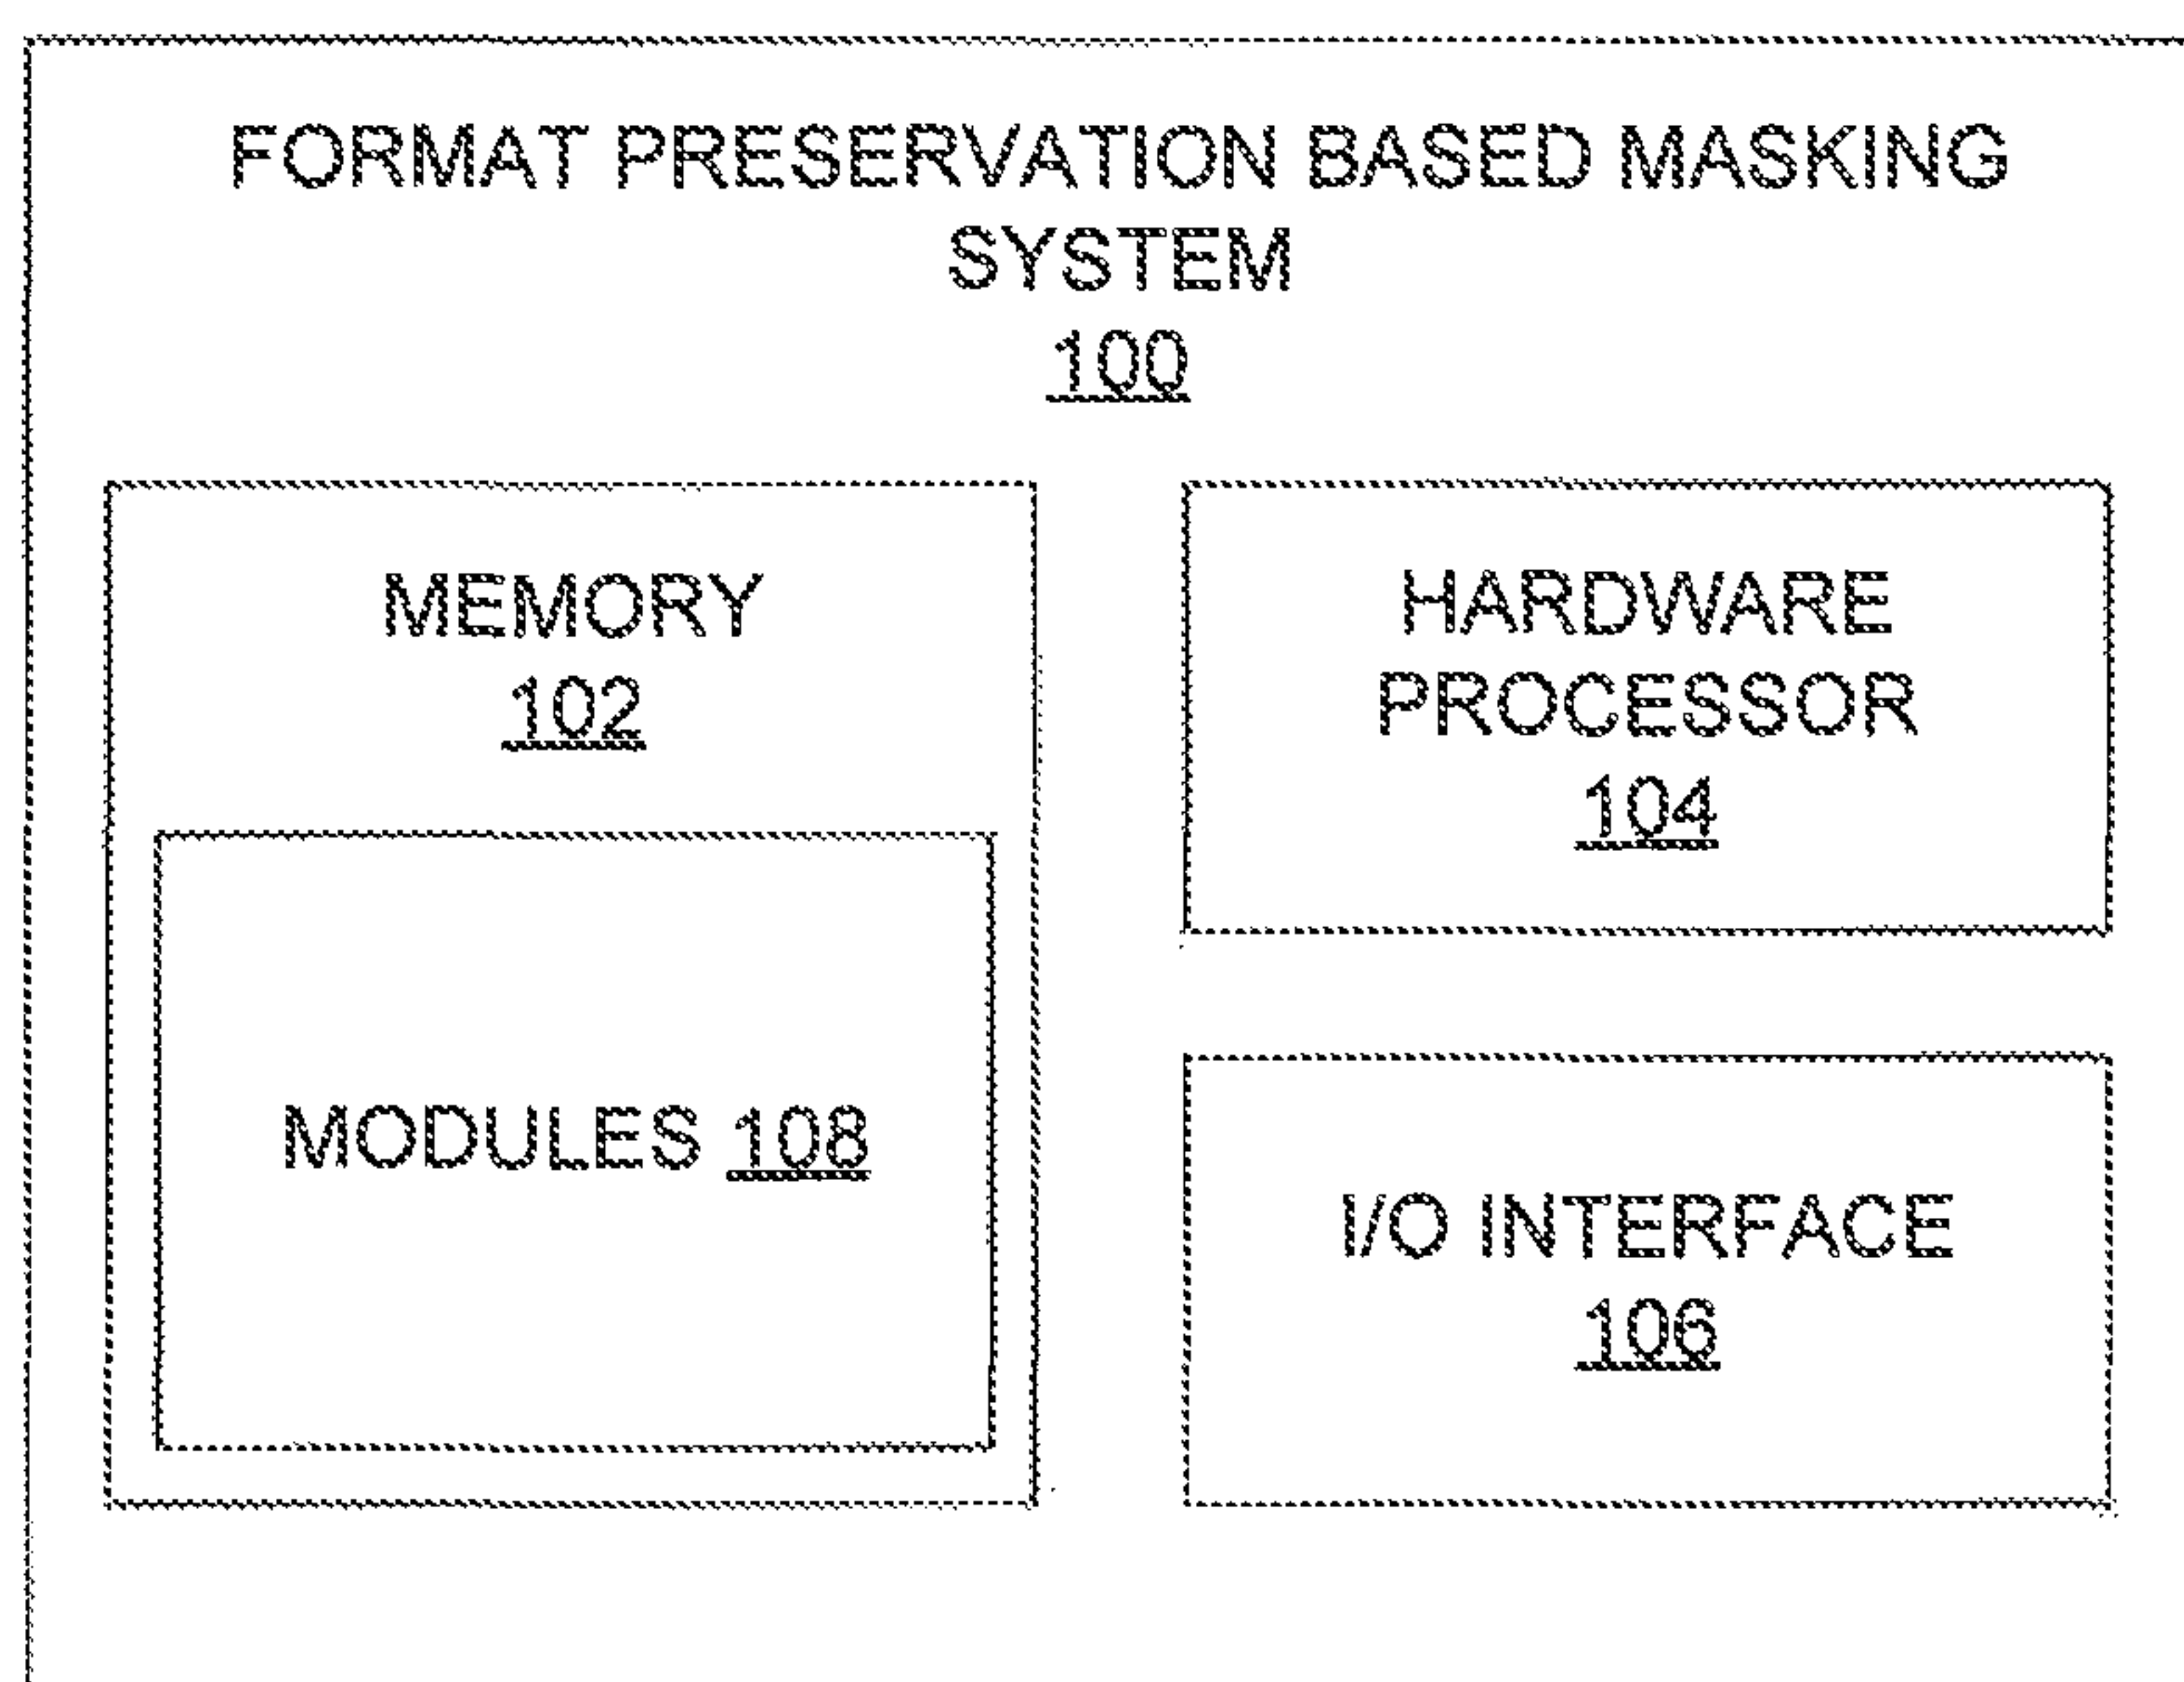 FORMAT PRESERVATION BASED MASKING
SYSTEM
100
MEMORY
102
MODULES 108
HARDWARE
PROCESSOR
104
I/O INTERFACE
106